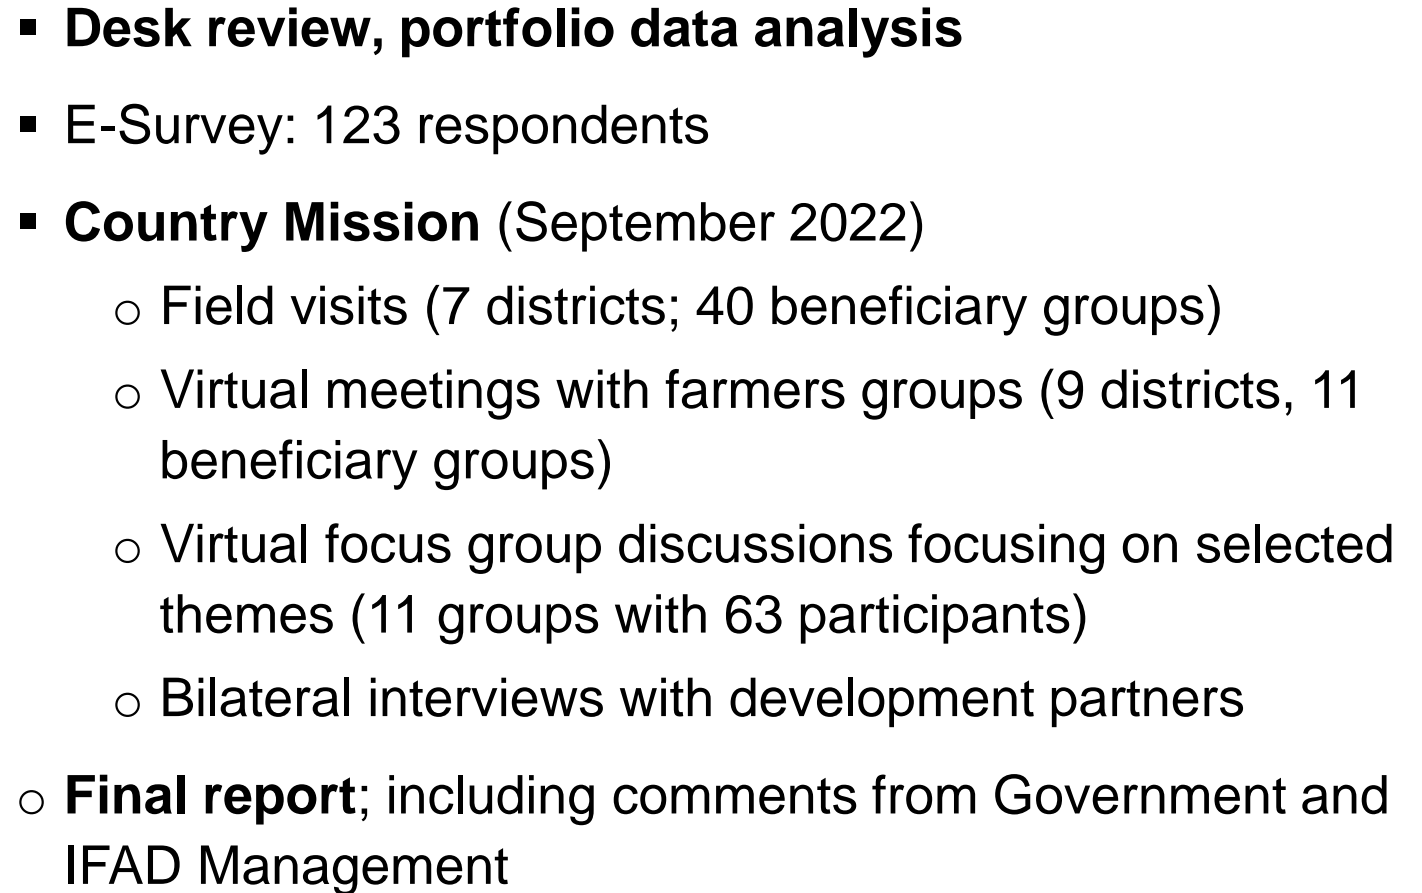 ▪ Desk review, portfolio data analysis
▪ E-Survey: 123 respondents
▪ Country Mission (September 2022)
o Field visits (7 districts; 40 beneficiary groups)
o Virtual meetings with farmers groups (9 districts, 11
beneficiary groups)
o Virtual focus group discussions focusing on selected
themes (11 groups with 63 participants)
o Bilateral interviews with development partners
o Final report; including comments from Government and
IFAD Management